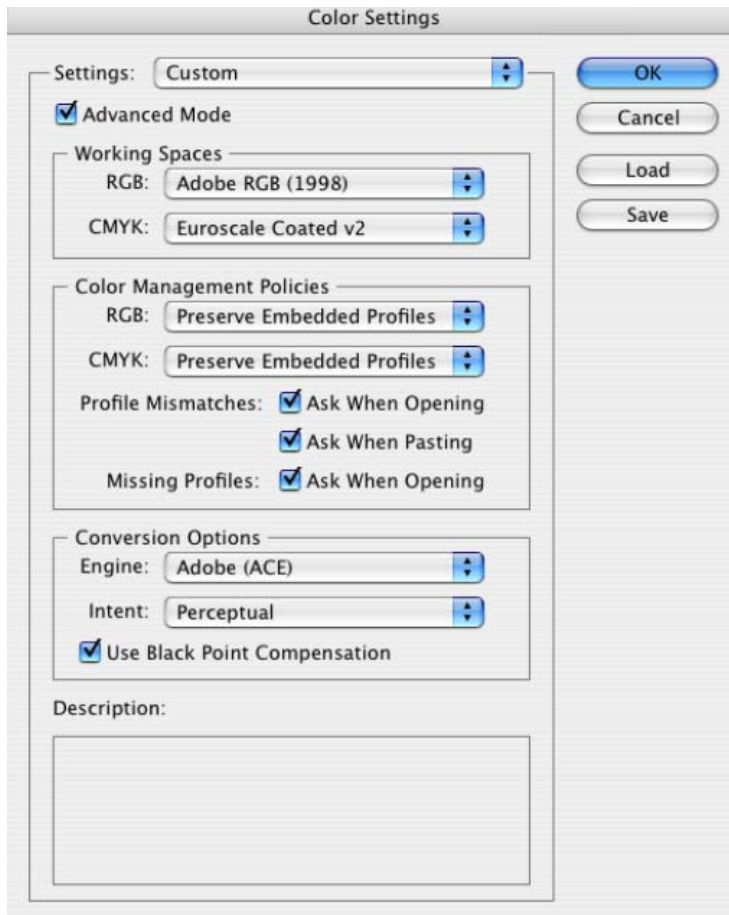 Color Settings
Settings: Custom
OK
Advanced Mode
Cancel
Working Spaces
RGB: Adobe RGB (1998)
Load
CMYK: Euroscale Coated v2
Save
Color Management Policies
RGB: Preserve Embedded Profiles
CMYK: Preserve Embedded Profiles
Profile Mismatches: Ask When Opening
Ask When Pasting
Missing Profiles: Ask When Opening
Conversion Options
Engine: Adobe (ACE)
Intent: Perceptual
Use Black Point Compensation
Description: